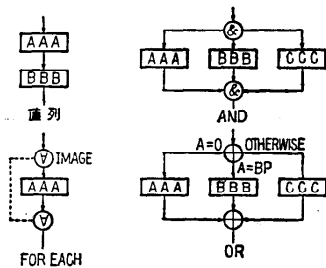 AAA
BBB
直列
&
AAA BBB CCC
&
AND
∀ IMAGE
AAA
∀
FOR EACH
A=0 OTHERWISE
A=BP
AAA BBB CCC
OR